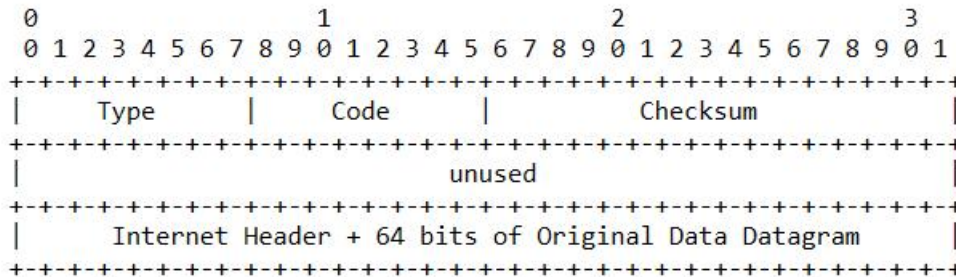 0                   1                   2                   3
0 1 2 3 4 5 6 7 8 9 0 1 2 3 4 5 6 7 8 9 0 1 2 3 4 5 6 7 8 9 0 1
+-+-+-+-+-+-+-+-+-+-+-+-+-+-+-+-+-+-+-+-+-+-+-+-+-+-+-+-+-+-+-+-+
|     Type      |     Code      |          Checksum             |
+-+-+-+-+-+-+-+-+-+-+-+-+-+-+-+-+-+-+-+-+-+-+-+-+-+-+-+-+-+-+-+-+
|                             unused                            |
+-+-+-+-+-+-+-+-+-+-+-+-+-+-+-+-+-+-+-+-+-+-+-+-+-+-+-+-+-+-+-+-+
|      Internet Header + 64 bits of Original Data Datagram      |
+-+-+-+-+-+-+-+-+-+-+-+-+-+-+-+-+-+-+-+-+-+-+-+-+-+-+-+-+-+-+-+-+